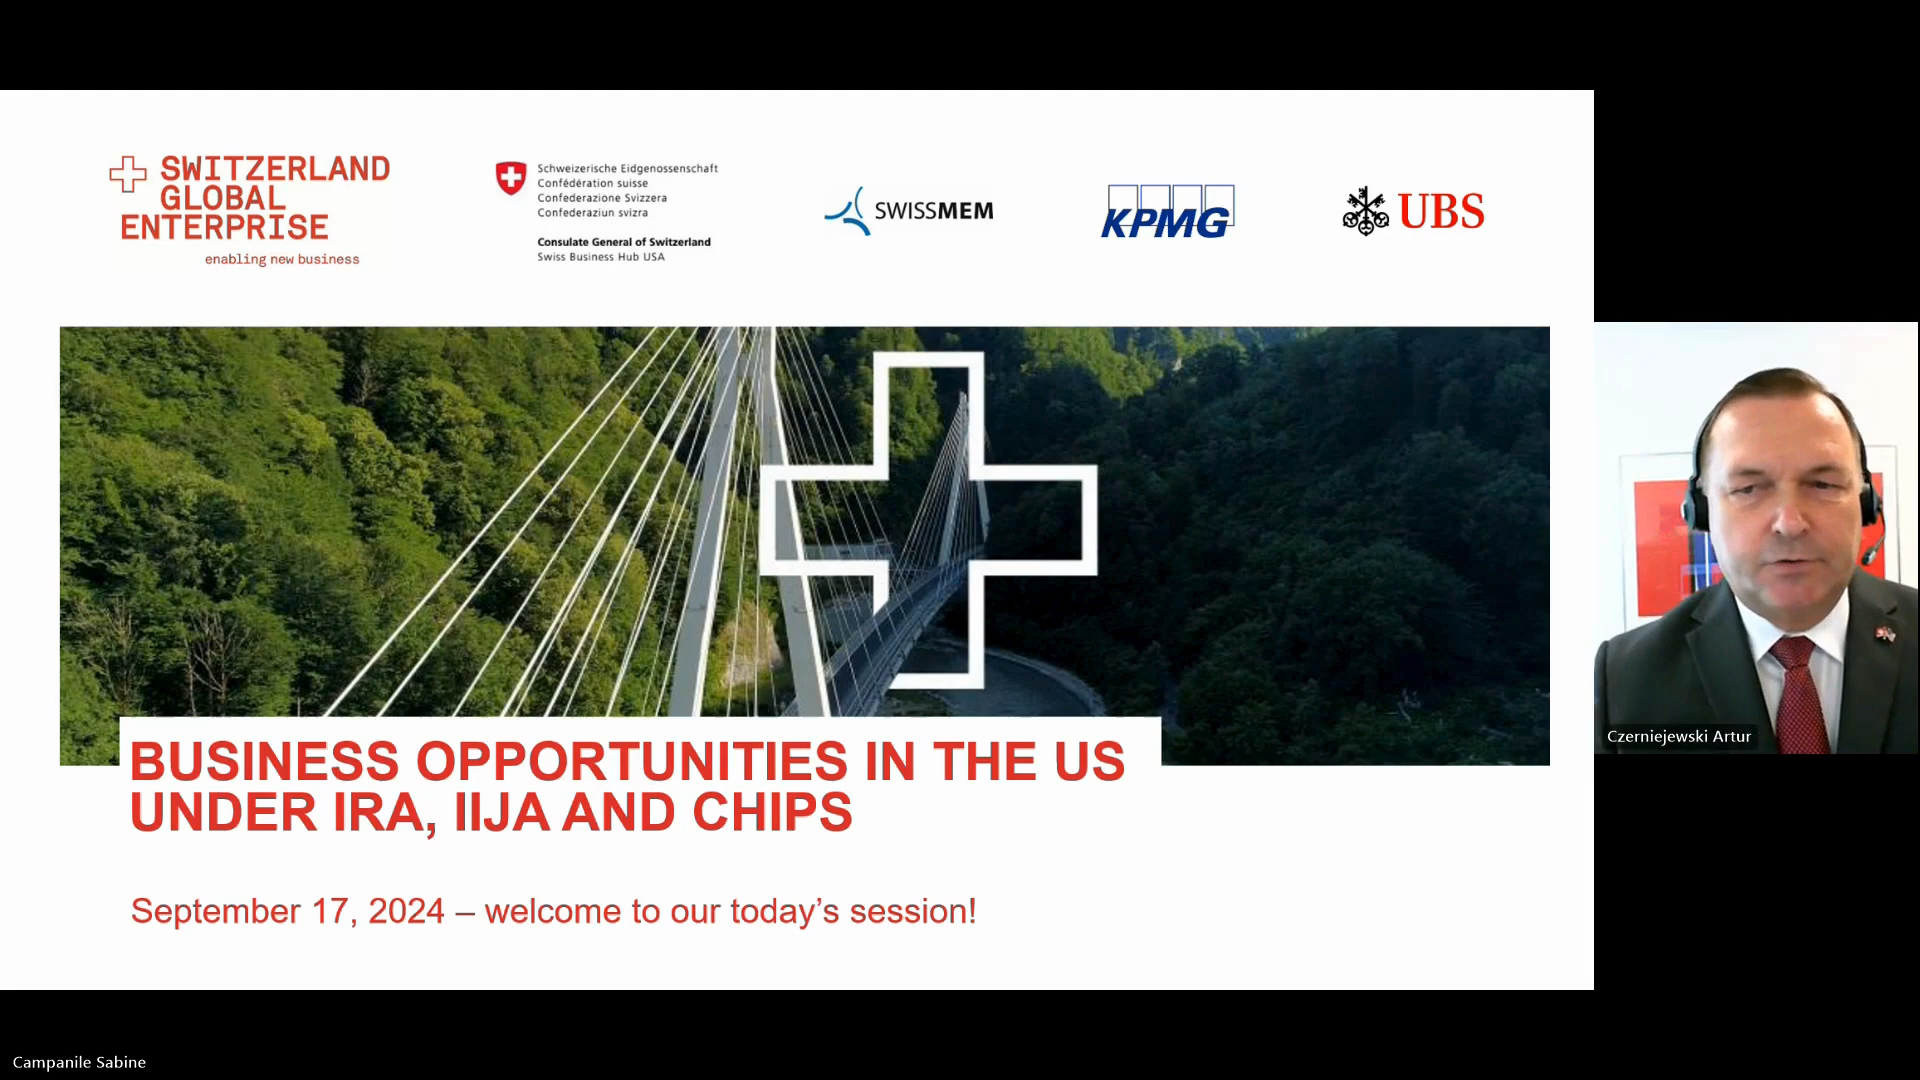 SWITZERLAND
GLOBAL
ENTERPRISE
enabling new business
Schweizerische Eidgenossenschaft
Confédération suisse
Confederazione Svizzera
Confederaziun svizra
Consulate General of Switzerland
Swiss Business Hub USA
SWISSMEM
KPMG
UBS
BUSINESS OPPORTUNITIES IN THE US
UNDER IRA, IIJA AND CHIPS
September 17, 2024 – welcome to our today’s session!
Czerniejewski Artur
Campanile Sabine